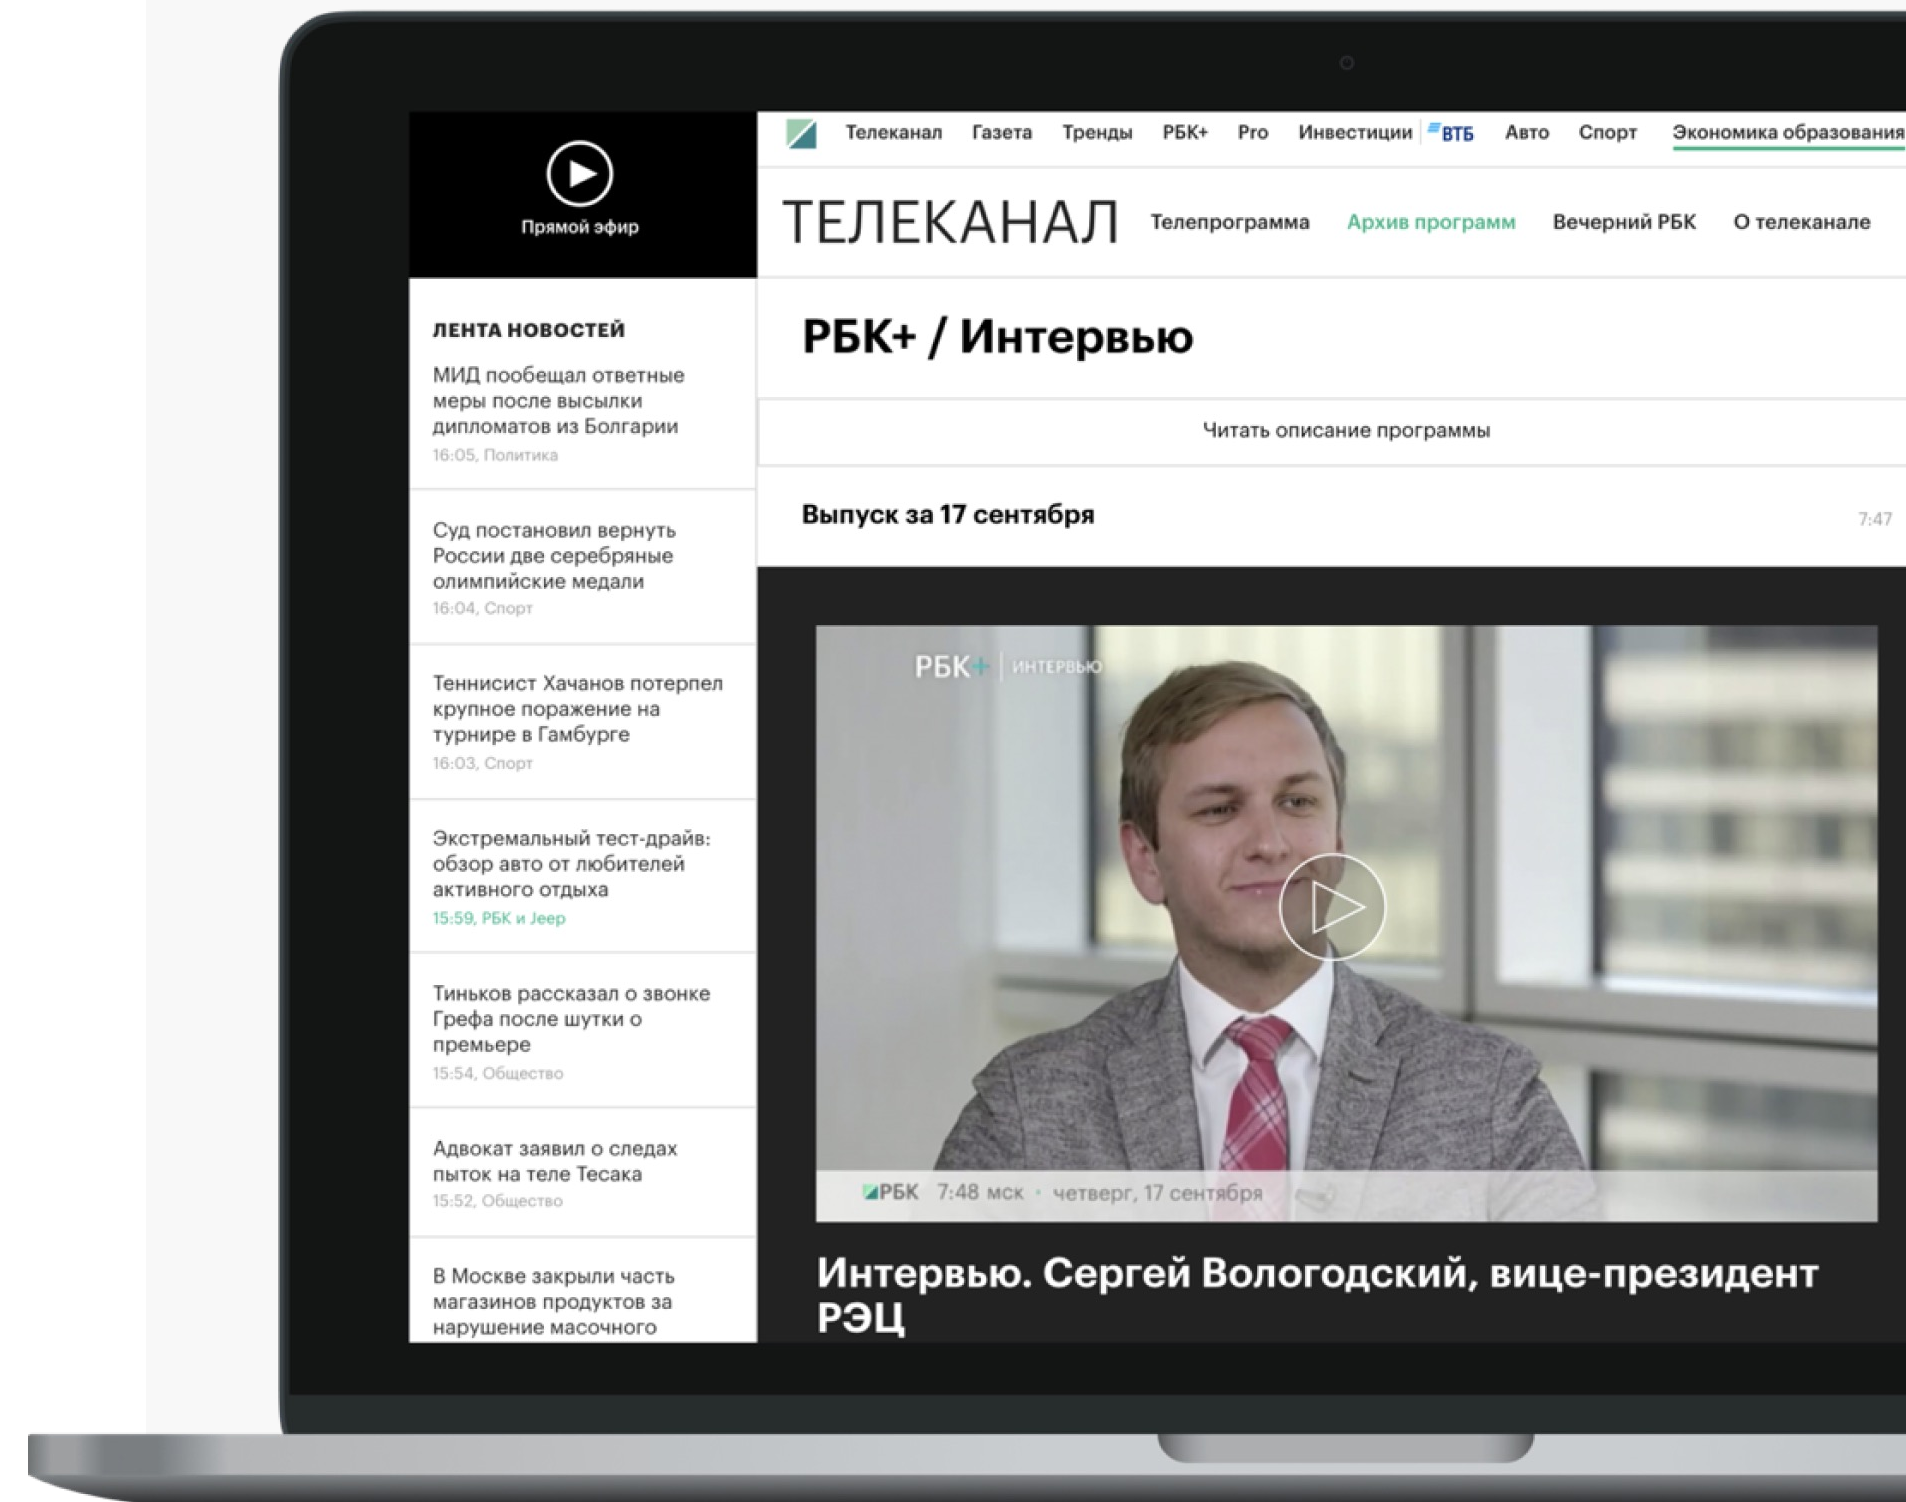 Прямой эфир
ЛЕНТА НОВОСТЕЙ
МИД пообещал ответные
меры после высылки
дипломатов из Болгарии
16:05, Политика
Суд постановил вернуть
России две серебряные
олимпийские медали
16:04, Спорт
Теннисист Хачанов потерпел
крупное поражение на
турнире в Гамбурге
16:03, Спорт
Экстремальный тест-драйв:
обзор авто от любителей
активного отдыха
15:59, РБК и Jeep
Тиньков рассказал о звонке
Грефа после шутки о
премьере
15:54, Общество
Адвокат заявил о следах
пыток на теле Тесака
15:52, Общество
В Москве закрыли часть
магазинов продуктов за
нарушение масочного
Телеканал Газета Тренды РБК+ Pro Инвестиции ВТБ Авто Спорт Экономика образования
ТЕЛЕКАНАЛ Телепрограмма Архив программ Вечерний РБК О телеканале
РБК+ / Интервью
Читать описание программы
Выпуск за 17 сентября 7:47
РБК+ ИНТЕРВЬЮ
РБК 7:48 мск • четверг, 17 сентября
Интервью. Сергей Вологодский, вице-президент
РЭЦ